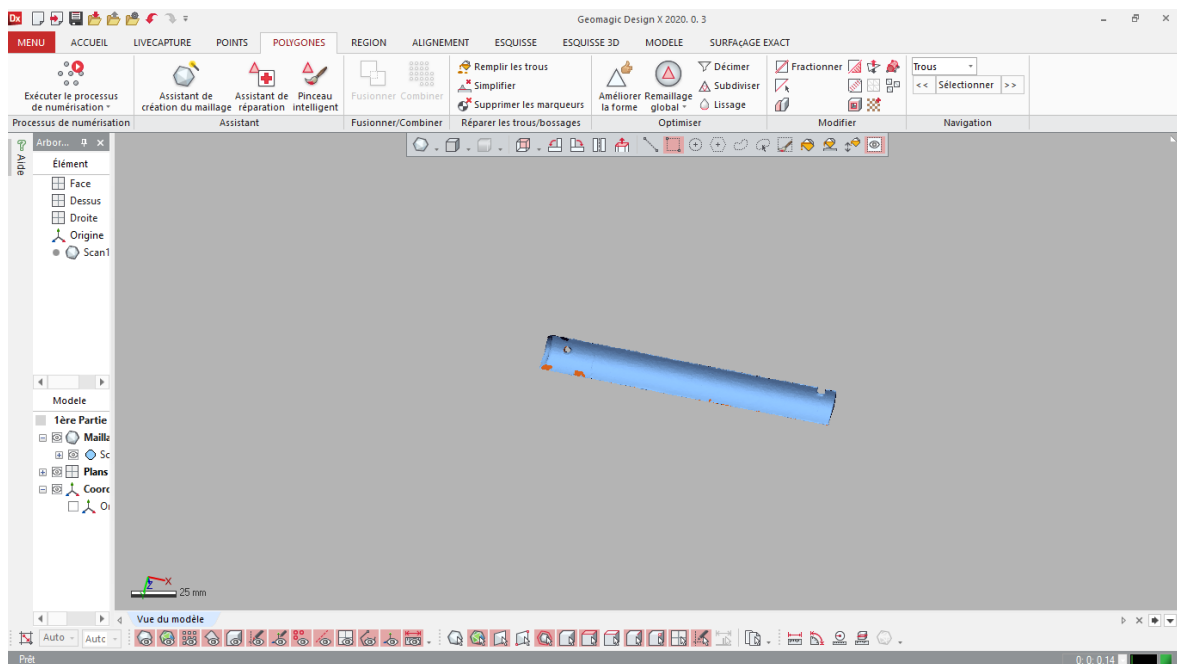 Dx Geomagic Design X 2020. 0. 3
MENU ACCUEIL LIVECAPTURE POINTS POLYGONES REGION ALIGNEMENT ESQUISSE ESQUISSE 3D MODELE SURFAçAGE EXACT
Exécuter le processus
de numérisation
Assistant de
création du maillage
Assistant de
réparation
Pinceau
intelligent
Fusionner Combiner
Remplir les trous
Simplifier
Supprimer les marqueurs
Améliorer
la forme
Remaillage
global
Décimer
Subdiviser
Lissage
Fractionner
Trous
<< Sélectionner >>
Processus de numérisation Assistant Fusionner/Combiner Réparer les trous/bossages Optimiser Modifier Navigation
? Aide
Arbor...
Élément
Face
Dessus
Droite
Origine
Scan1
Modele
1ère Partie
Mailla
Sc
Plans
Coord
Or
Z X
25 mm
Vue du modèle
Auto Autc
Prêt 0: 0: 0.14